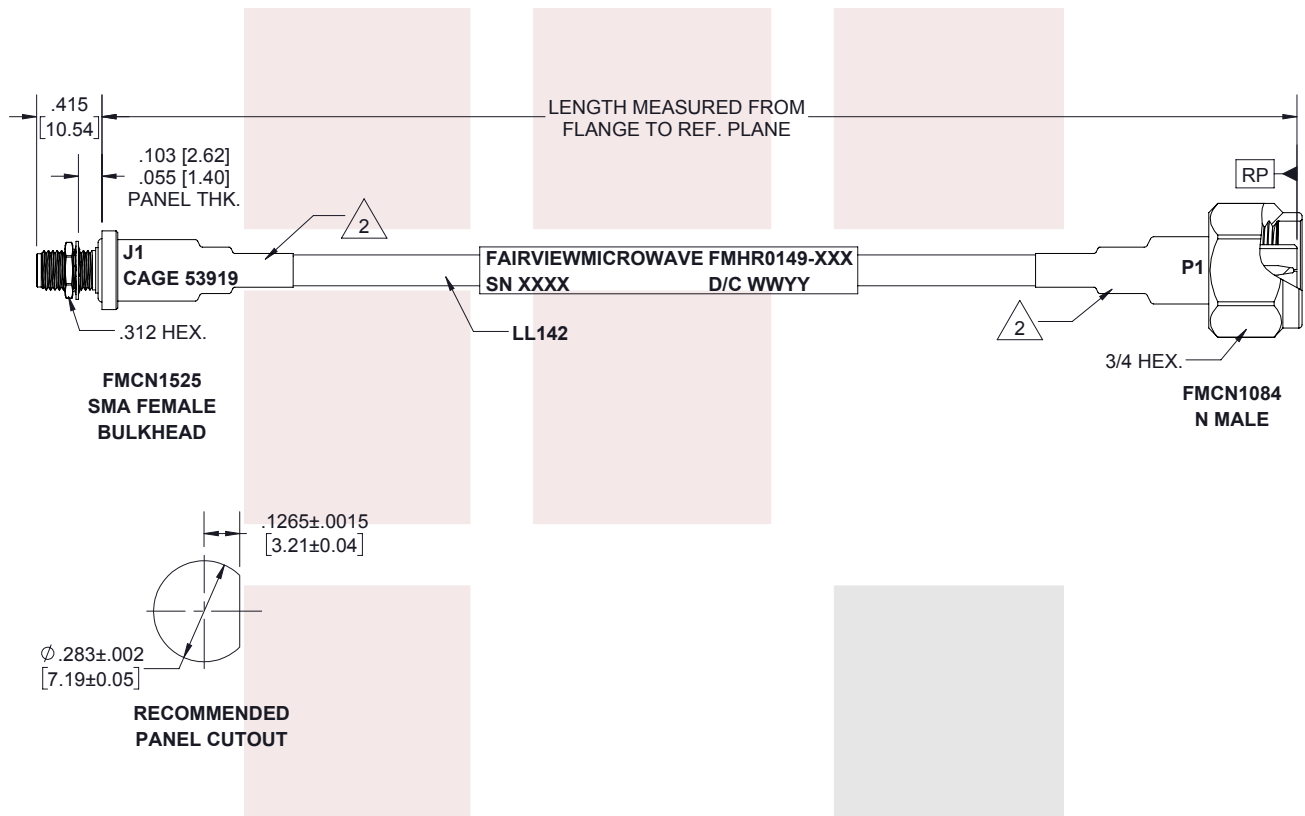 .415
[10.54]
LENGTH MEASURED FROM
FLANGE TO REF. PLANE
.103 [2.62]
.055 [1.40]
PANEL THK.
RP
2
J1
CAGE 53919
FAIRVIEWMICROWAVE FMHR0149-XXX
SN XXXX D/C WWYY
P1
.312 HEX.
LL142
2
3/4 HEX.
FMCN1525
SMA FEMALE
BULKHEAD
FMCN1084
N MALE
.1265±.0015
[3.21±0.04]
∅.283±.002
[7.19±0.05]
RECOMMENDED
PANEL CUTOUT